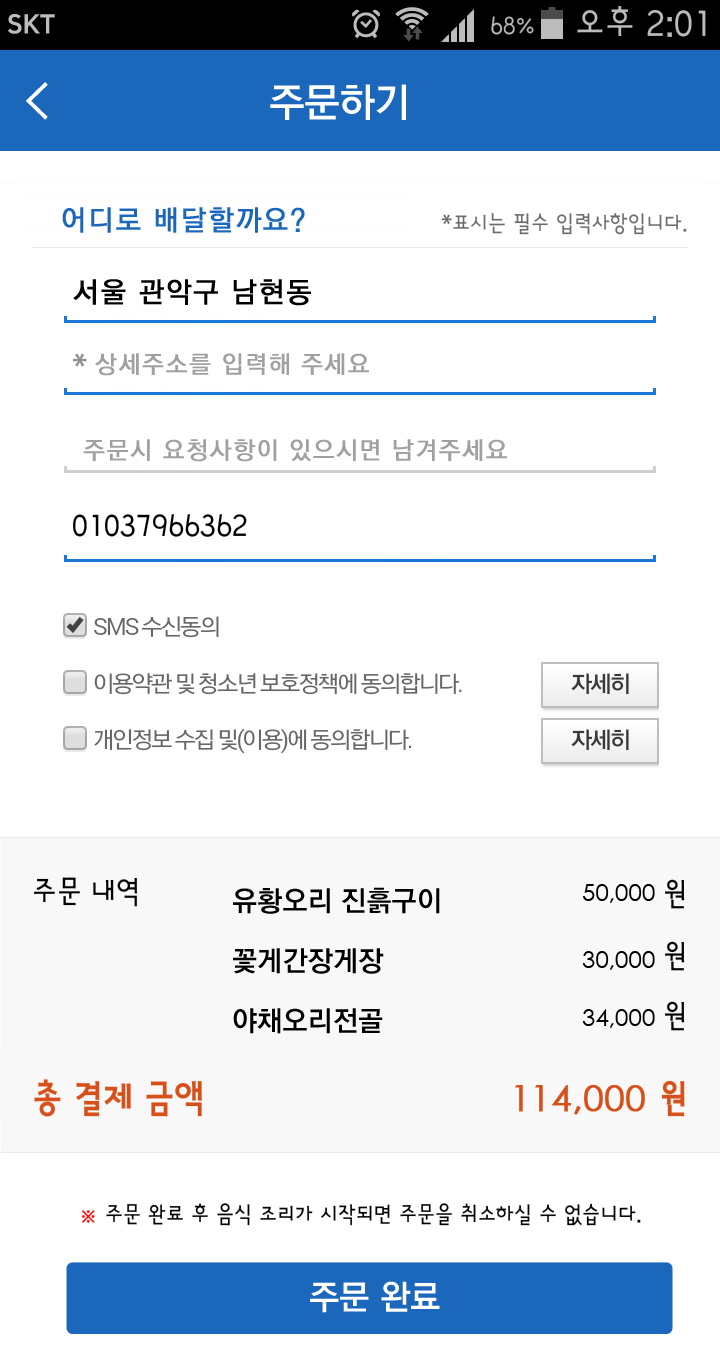 SKT 68% 오후 2:01
주문하기
어디로 배달할까요? *표시는 필수 입력사항입니다.
서울 관악구 남현동
* 상세주소를 입력해 주세요
주문시 요청사항이 있으시면 남겨주세요
01037966362
SMS 수신동의
이용약관 및 청소년 보호정책에 동의합니다. 자세히
개인정보 수집 및(이용)에 동의합니다. 자세히
주문 내역 유황오리 진흙구이 50,000 원
꽃게간장게장 30,000 원
야채오리전골 34,000 원
총 결제 금액 114,000 원
※ 주문 완료 후 음식 조리가 시작되면 주문을 취소하실 수 없습니다.
주문 완료